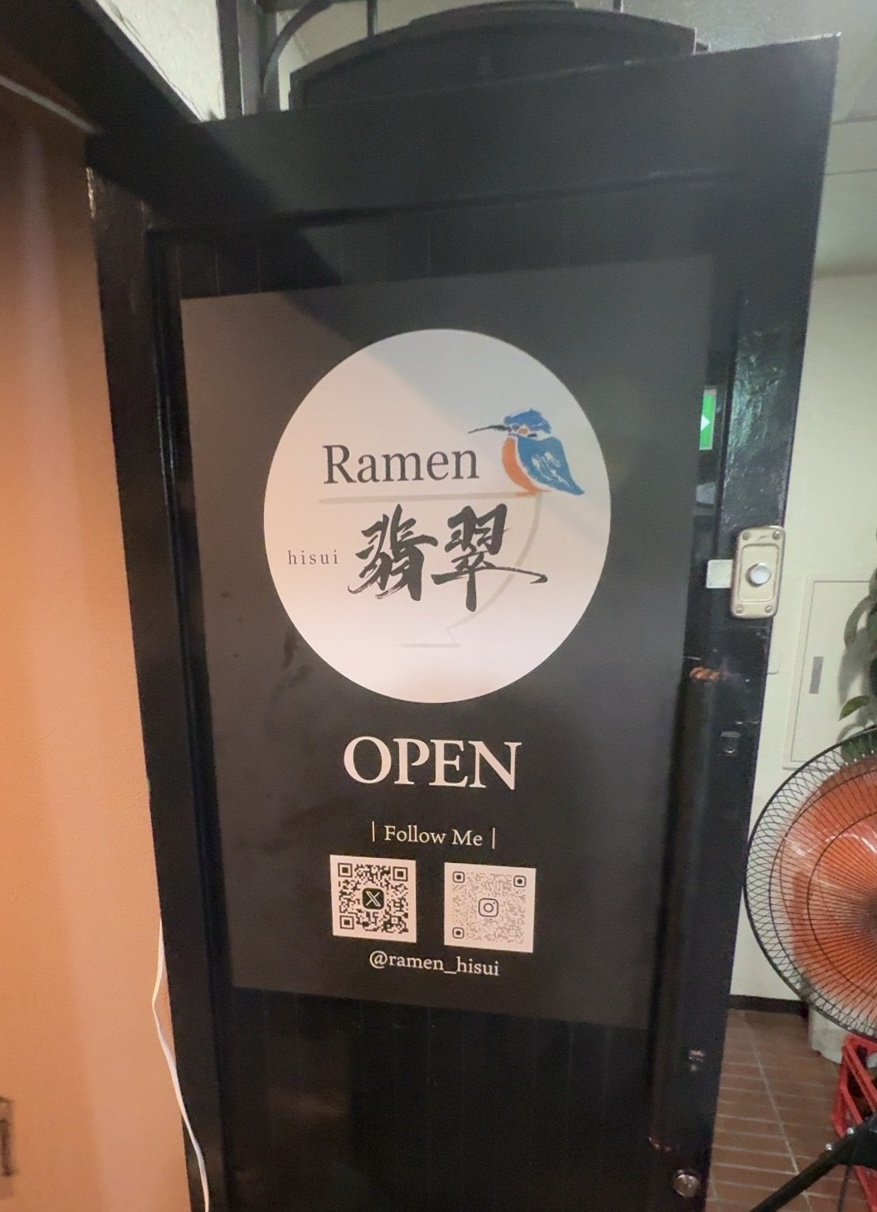 Ramen
hisui 翡翠
OPEN
| Follow Me |
@ramen_hisui